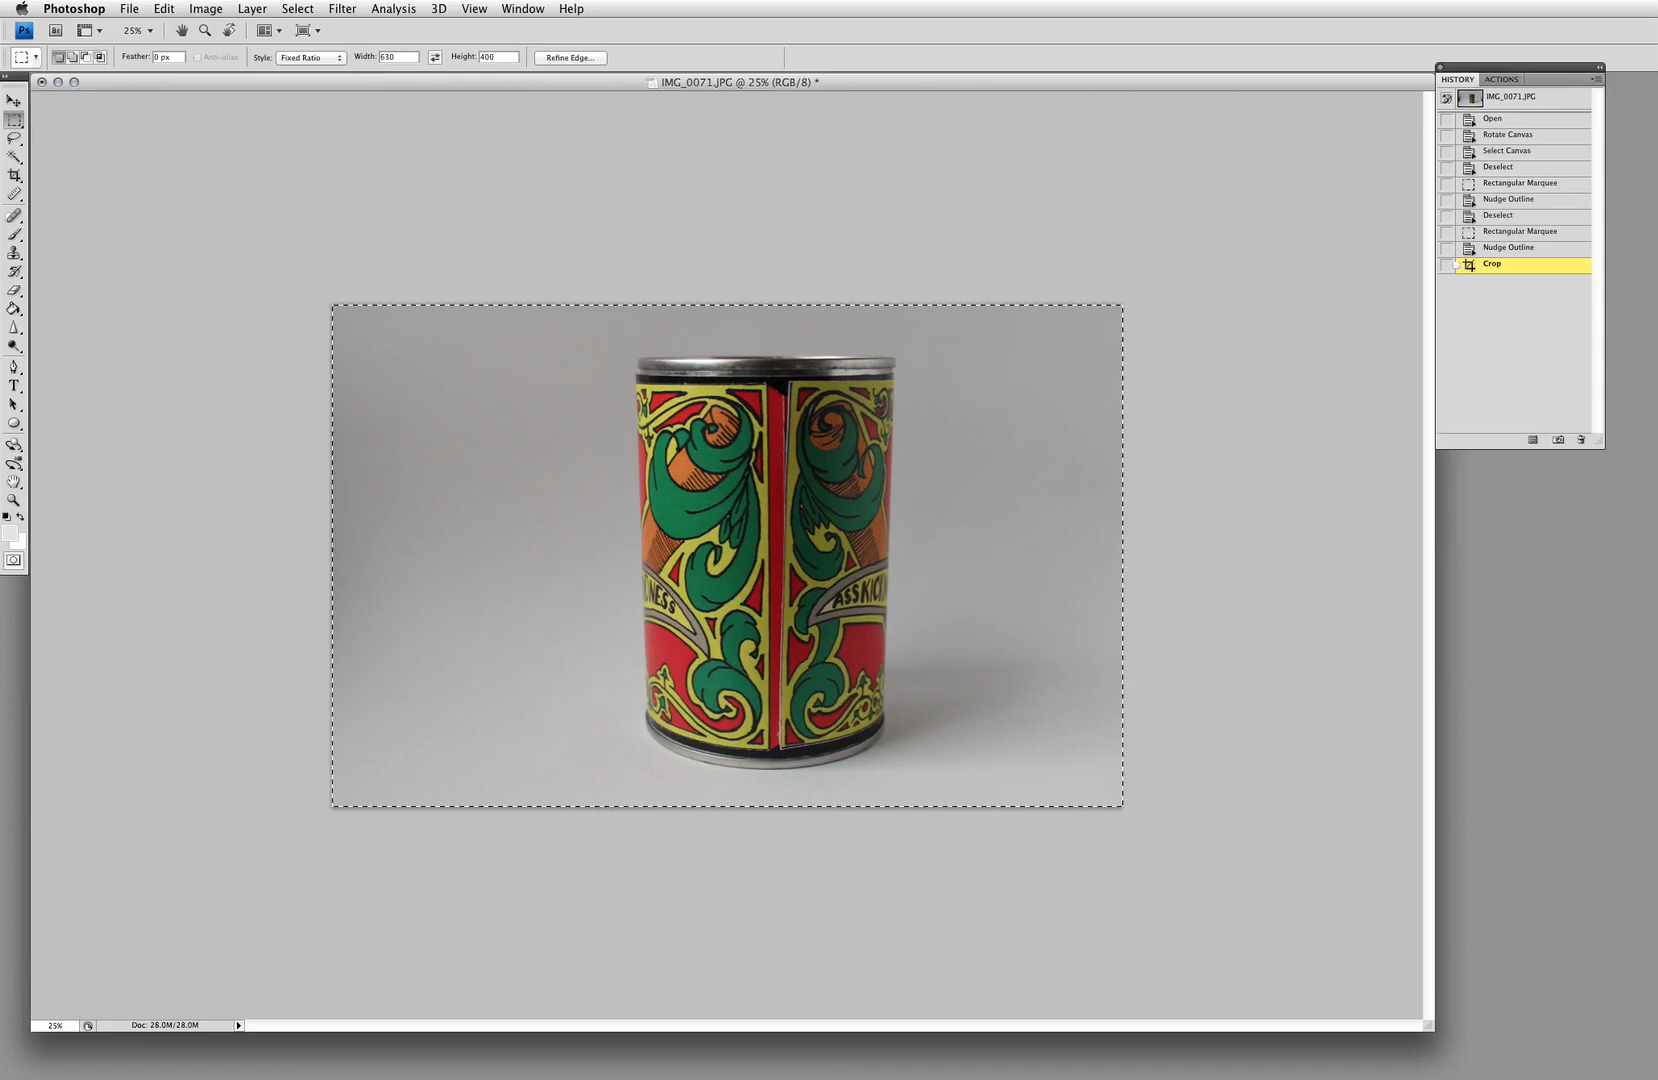 Photoshop File Edit Image Layer Select Filter Analysis 3D View Window Help
Ps Br 25%
Feather: 0 px Anti-alias Style: Fixed Ratio Width: 630 Height: 400 Refine Edge...
IMG_0071.JPG @ 25% (RGB/8) *
HISTORY ACTIONS
IMG_0071.JPG
Open
Rotate Canvas
Select Canvas
Deselect
Rectangular Marquee
Nudge Outline
Deselect
Rectangular Marquee
Nudge Outline
Crop
T
ASSKICK
25% Doc: 28.0M/28.0M